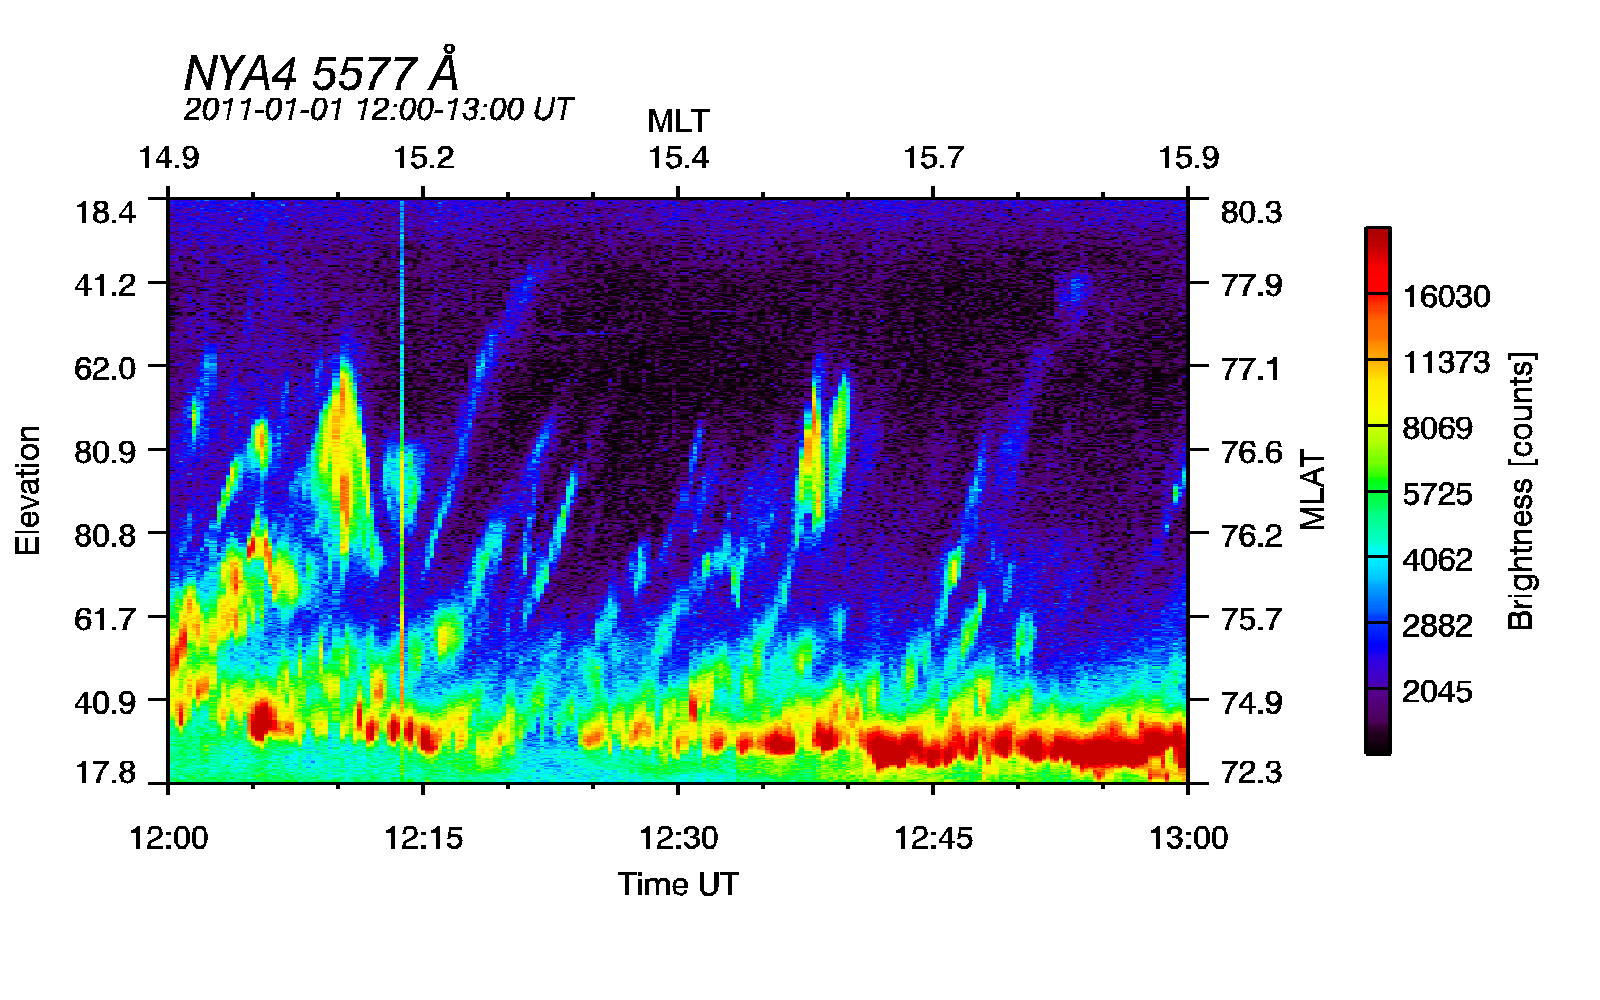 NYA4 5577 Å
2011-01-01 12:00-13:00 UT
MLT
14.9 15.2 15.4 15.7 15.9
18.4
41.2
62.0
80.9
80.8
61.7
40.9
17.8
Elevation
80.3
77.9
77.1
76.6
76.2
75.7
74.9
72.3
MLAT
16030
11373
8069
5725
4062
2882
2045
Brightness [counts]
12:00 12:15 12:30 12:45 13:00
Time UT